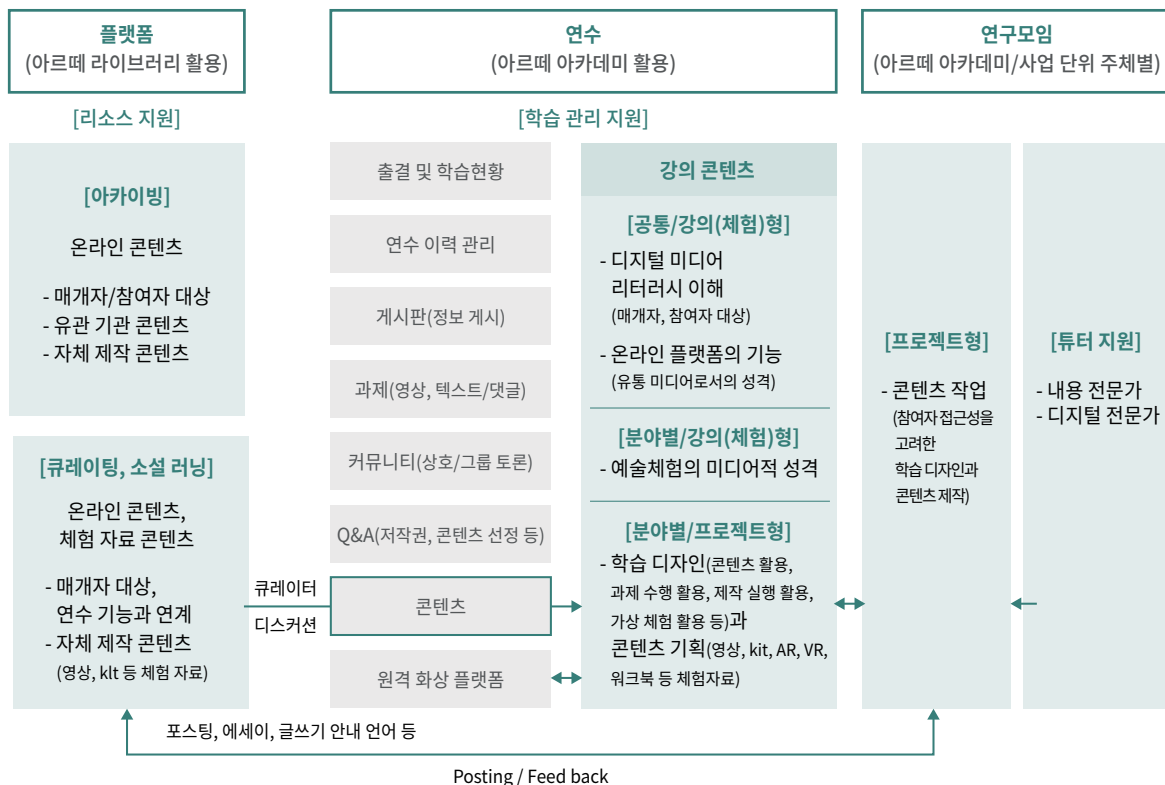 플랫폼
(아르떼 라이브러리 활용)
연수
(아르떼 아카데미 활용)
연구모임
(아르떼 아카데미/사업 단위 주체별)
[리소스 지원]
[학습 관리 지원]
[아카이빙]
온라인 콘텐츠
- 매개자/참여자 대상
- 유관 기관 콘텐츠
- 자체 제작 콘텐츠
[큐레이팅, 소셜 러닝]
온라인 콘텐츠,
체험 자료 콘텐츠
- 매개자 대상,
연수 기능과 연계
- 자체 제작 콘텐츠
(영상, klt 등 체험 자료)
큐레이터
디스커션
출결 및 학습현황
연수 이력 관리
게시판(정보 게시)
과제(영상, 텍스트/댓글)
커뮤니티(상호/그룹 토론)
Q&A(저작권, 콘텐츠 선정 등)
콘텐츠
원격 화상 플랫폼
강의 콘텐츠
[공통/강의(체험)형]
- 디지털 미디어
리터러시 이해
(매개자, 참여자 대상)
- 온라인 플랫폼의 기능
(유통 미디어로서의 성격)
[분야별/강의(체험)형]
- 예술체험의 미디어적 성격
[분야별/프로젝트형]
- 학습 디자인(콘텐츠 활용,
과제 수행 활용, 제작 실행 활용,
가상 체험 활용 등)과
콘텐츠 기획(영상, kit, AR, VR,
워크북 등 체험자료)
[프로젝트형]
- 콘텐츠 작업
(참여자 접근성을
고려한
학습 디자인과
콘텐츠 제작)
[튜터 지원]
- 내용 전문가
- 디지털 전문가
포스팅, 에세이, 글쓰기 안내 언어 등
Posting / Feed back